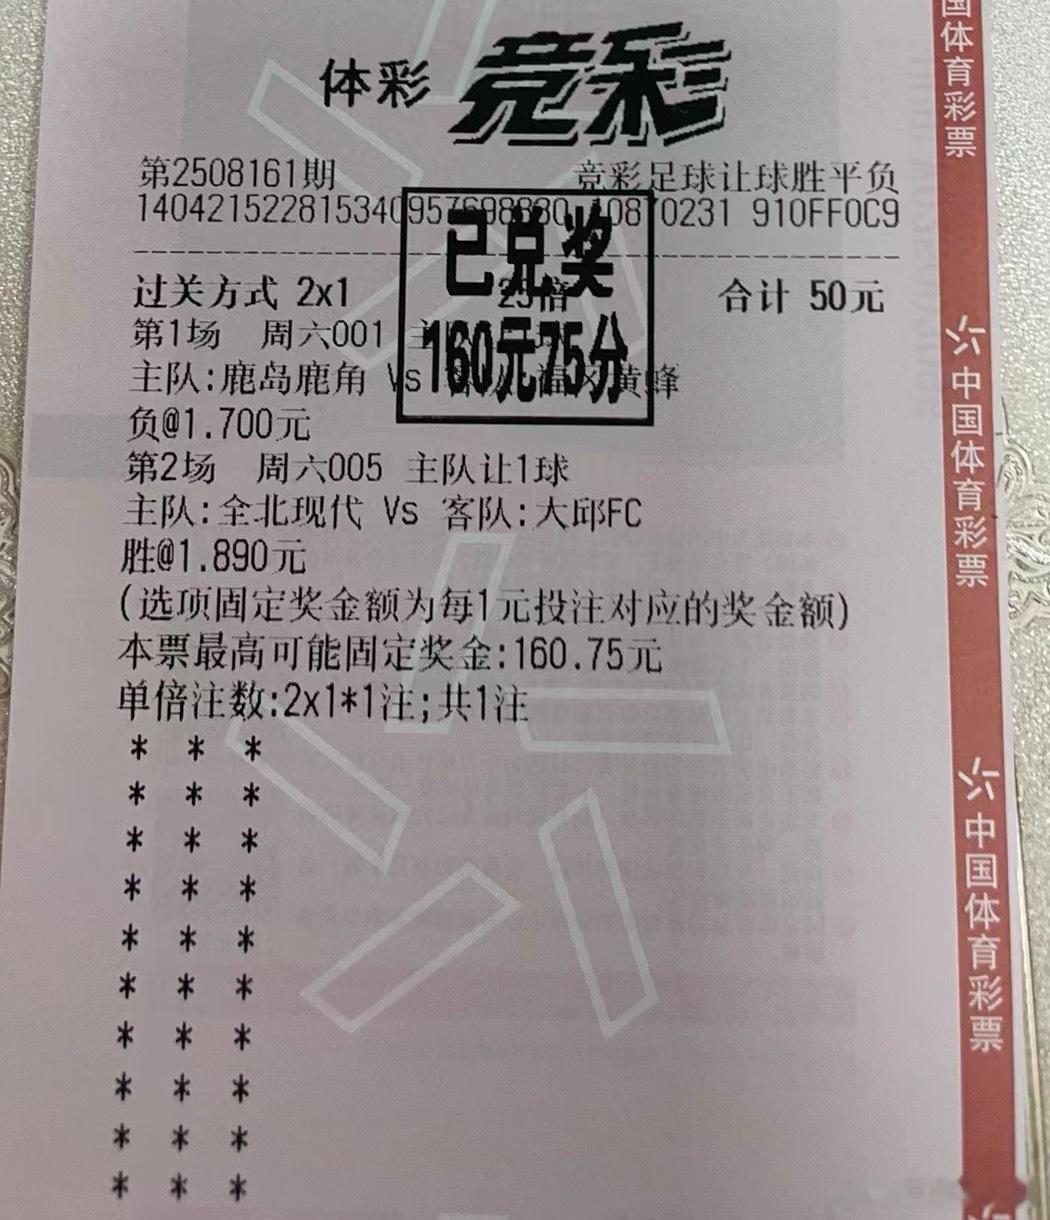 体彩 竞彩
第2508161期 竞彩足球让球胜平负
910FF0C9
已兑奖
160元75分
过关方式 2x1 25倍 合计 50元
第1场 周六001 主
主队:鹿岛鹿角 Vs 黄蜂
负@1.700元
第2场 周六005 主队让1球
主队:全北现代 Vs 客队:大邱FC
胜@1.890元
(选项固定奖金额为每1元投注对应的奖金额)
本票最高可能固定奖金:160.75元
单倍注数:2x1*1注;共1注
* * *
* * *
* * *
* * *
* * *
* * *
* * *
* * *
* * *
* * *
国体育彩票
中国体育彩票
中国体育彩票